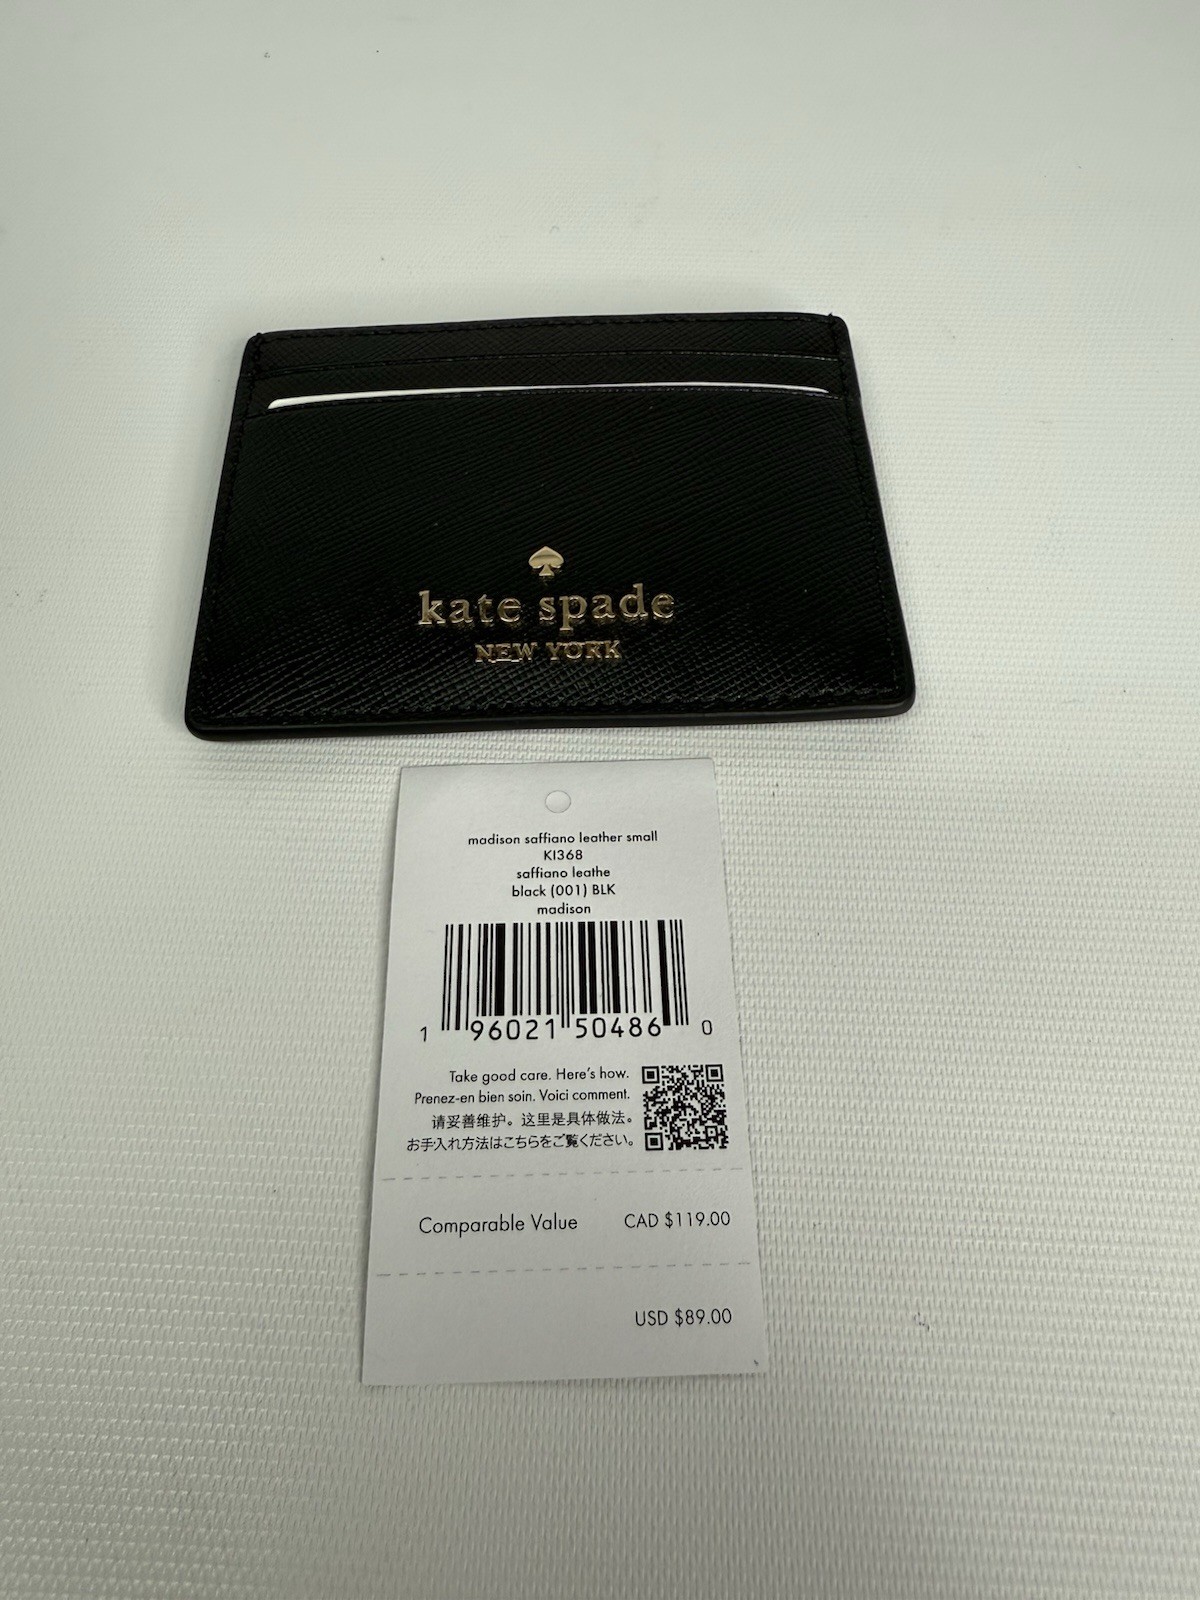 kate spade
NEW YORK
madison saffiano leather small
KI368
saffiano leathe
black (001) BLK
madison
1 96021 50486 0
Take good care. Here's how.
Prenez-en bien soin. Voici comment.
请妥善维护。这里是具体做法。
お手入れ方法はこちらをご覧ください。
Comparable Value CAD $119.00
USD $89.00